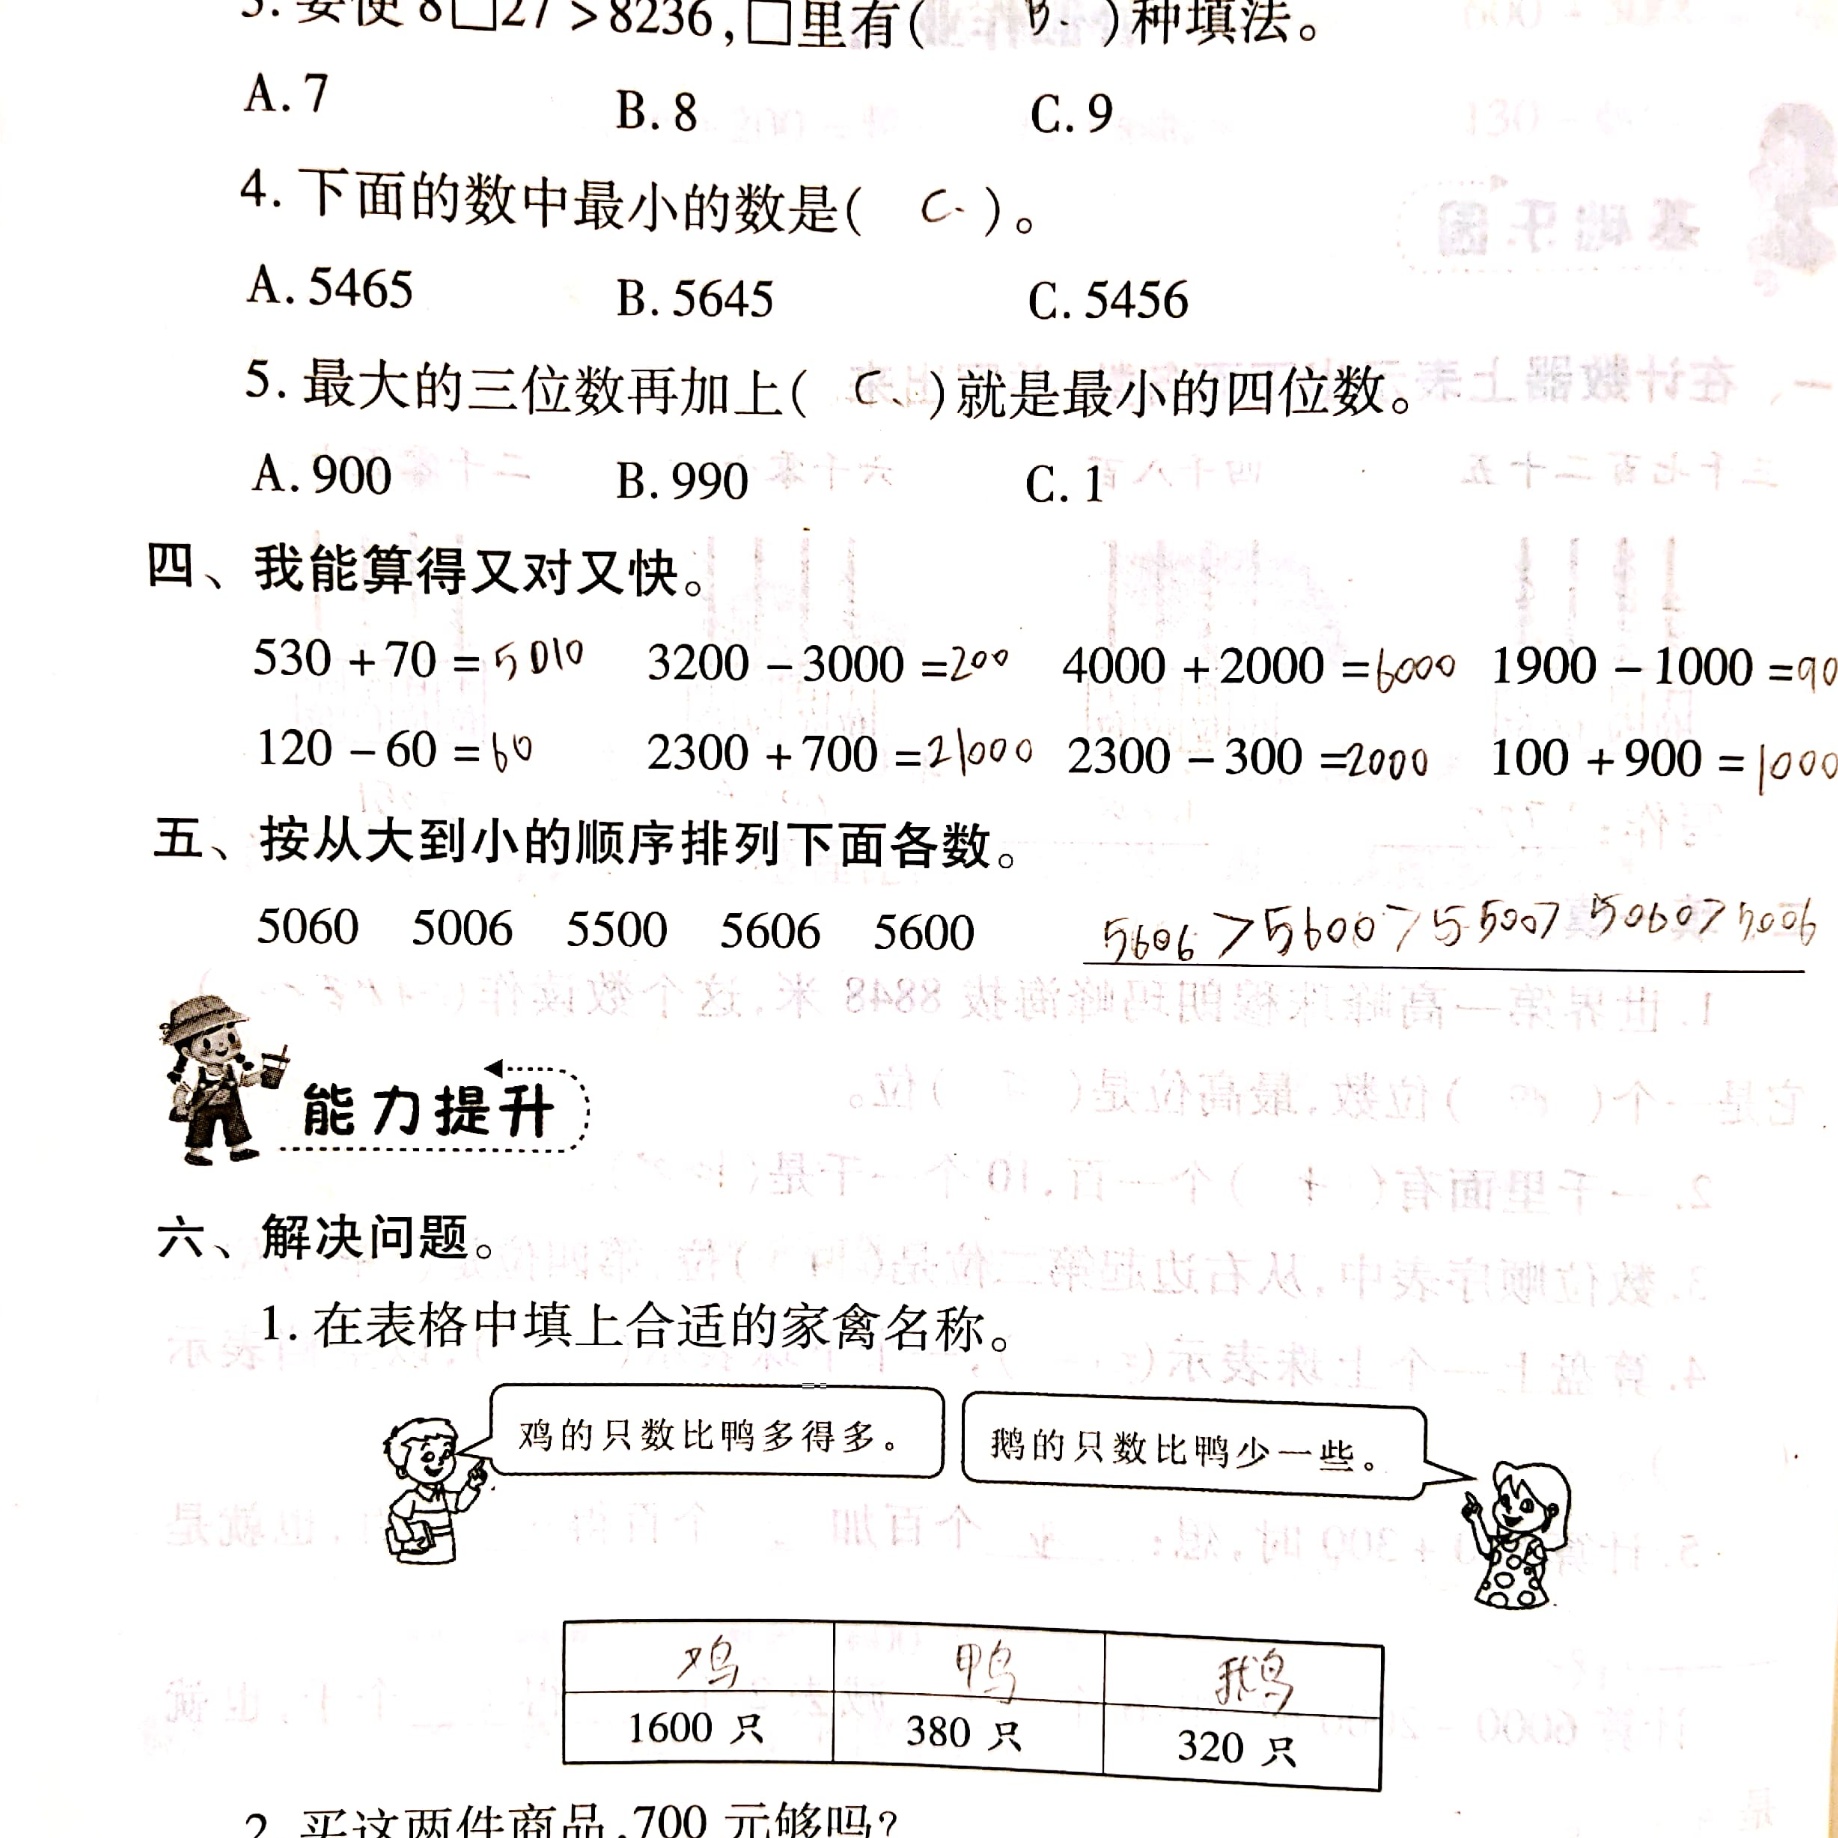 3. 要使 8□27 > 8236,□里有( B. )种填法。
A. 7 B. 8 C. 9
4. 下面的数中最小的数是( C. )。
A. 5465 B. 5645 C. 5456
5. 最大的三位数再加上( C、 )就是最小的四位数。
A. 900 B. 990 C. 1
四、我能算得又对又快。
530 + 70 = 5010 3200 - 3000 = 200 4000 + 2000 = 6000 1900 - 1000 = 90
120 - 60 = 60 2300 + 700 = 21000 2300 - 300 = 2000 100 + 900 = 1000
五、按从大到小的顺序排列下面各数。
5060 5006 5500 5606 5600 5606 > 5600 > 5500 > 5060 > 5006
能力提升
六、解决问题。
1. 在表格中填上合适的家禽名称。
鸡的只数比鸭多得多。 鹅的只数比鸭少一些。
鸡 鸭 鹅
1600 只 380 只 320 只
2. 买这两件商品,700 元够吗?